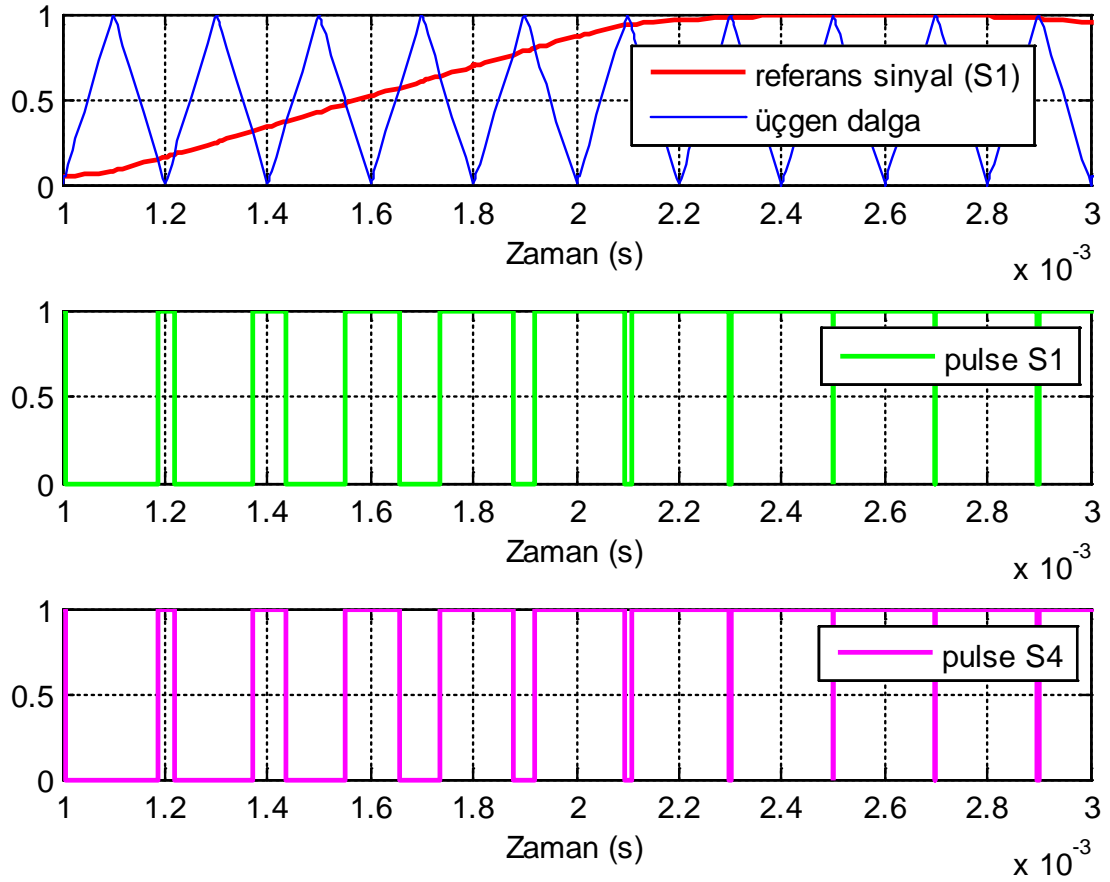 1
0.5
0
referans sinyal (S1)
üçgen dalga
1 1.2 1.4 1.6 1.8 2 2.2 2.4 2.6 2.8 3
Zaman (s)
x 10⁻³
1
0.5
0
pulse S1
1 1.2 1.4 1.6 1.8 2 2.2 2.4 2.6 2.8 3
Zaman (s)
x 10⁻³
1
0.5
0
pulse S4
1 1.2 1.4 1.6 1.8 2 2.2 2.4 2.6 2.8 3
Zaman (s)
x 10⁻³